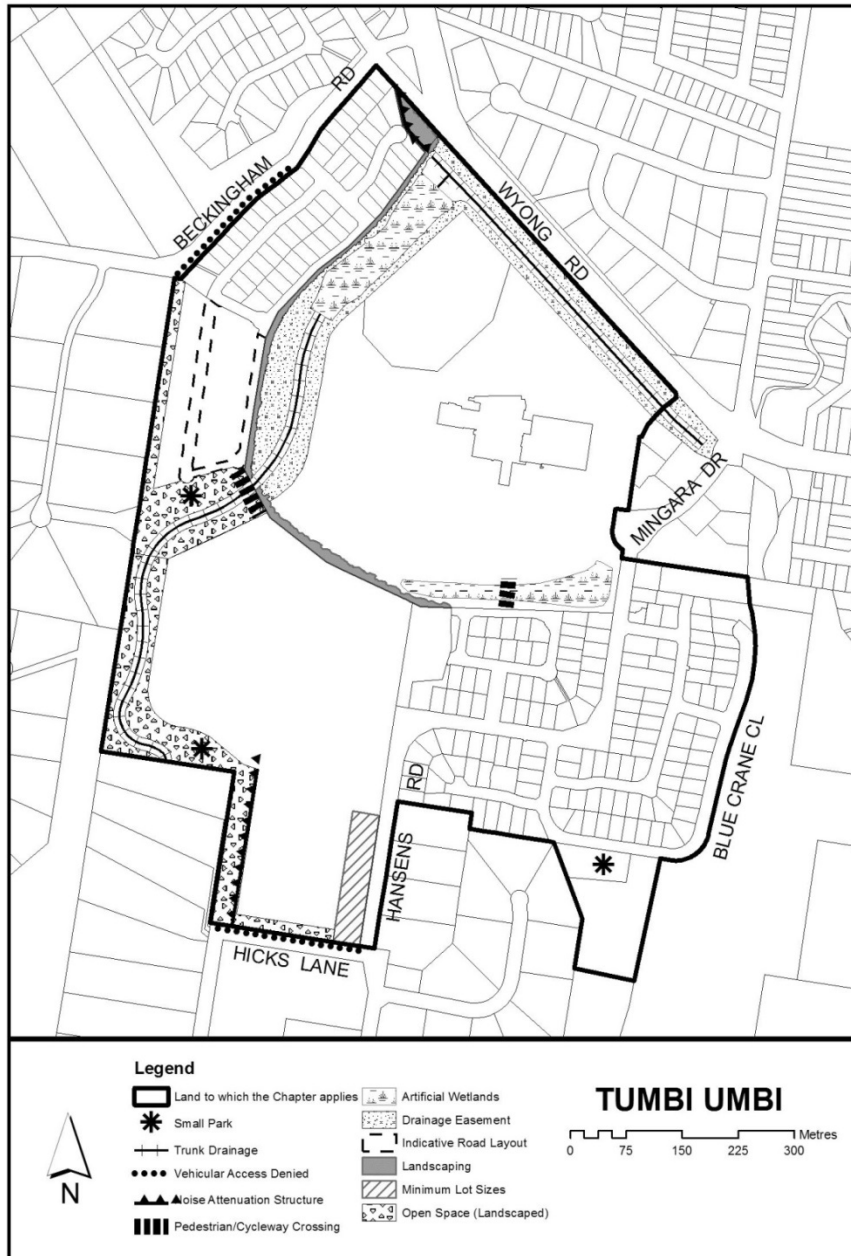 RD
BECKINGHAM
WYONG RD
MINGARA DR
BLUE CRANE CL
RD
HANSENS
HICKS LANE
Legend
Land to which the Chapter applies
Small Park
Trunk Drainage
Vehicular Access Denied
Noise Attenuation Structure
Pedestrian/Cycleway Crossing
Artificial Wetlands
Drainage Easement
Indicative Road Layout
Landscaping
Minimum Lot Sizes
Open Space (Landscaped)
N
TUMBI UMBI
Metres
0 75 150 225 300